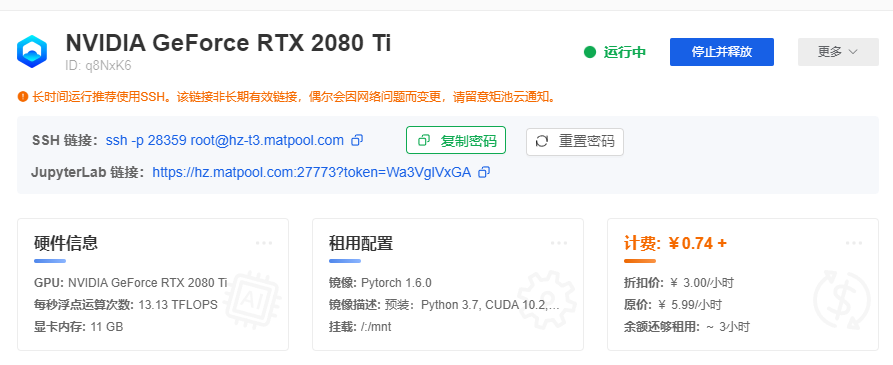 NVIDIA GeForce RTX 2080 Ti
ID: q8NxK6
运行中
停止并释放
更多
长时间运行推荐使用SSH。该链接非长期有效链接，偶尔会因网络问题而变更，请留意矩池云通知。
SSH 链接： ssh -p 28359 root@hz-t3.matpool.com
复制密码
重置密码
JupyterLab 链接： https://hz.matpool.com:27773?token=Wa3VglVxGA
硬件信息
GPU: NVIDIA GeForce RTX 2080 Ti
每秒浮点运算次数: 13.13 TFLOPS
显卡内存: 11 GB
租用配置
镜像: Pytorch 1.6.0
镜像描述: 预装：Python 3.7, CUDA 10.2,...
挂载: /:/mnt
计费: ￥0.74 +
折扣价: ￥ 3.00/小时
原价: ￥ 5.99/小时
余额还够租用: ~ 3小时
AI